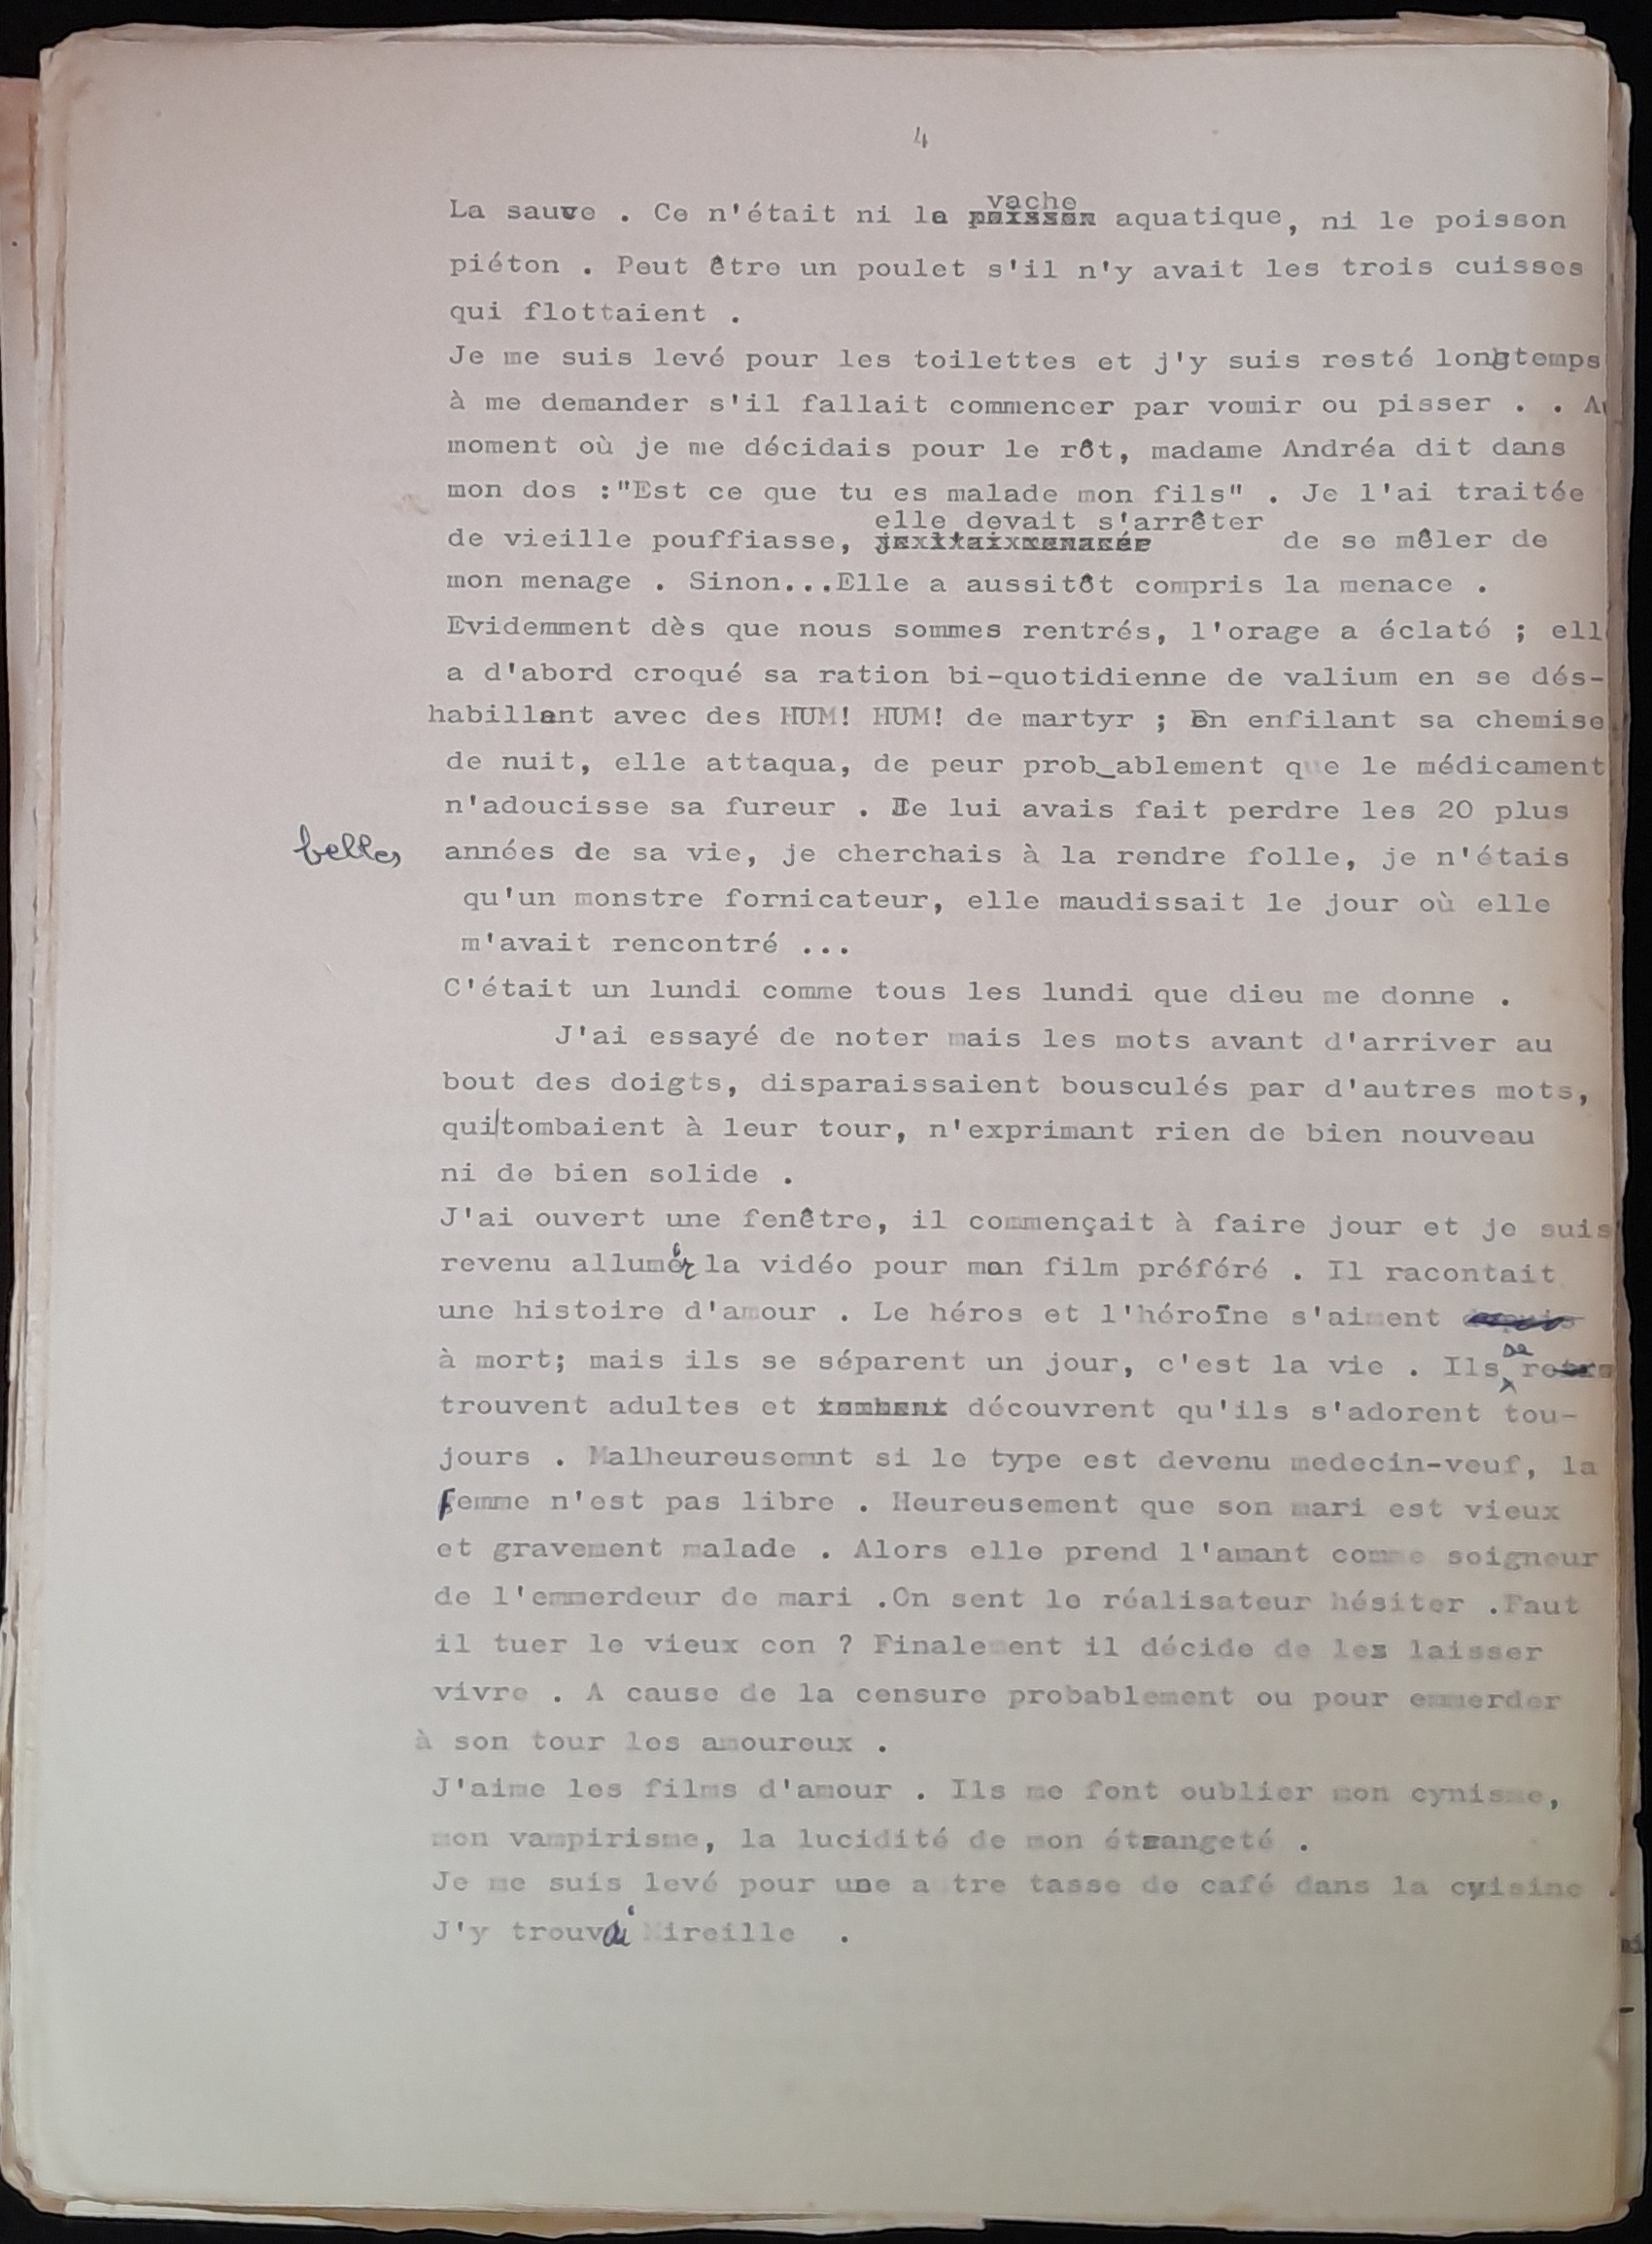 4
La sauce . Ce n'était ni la vache aquatique, ni le poisson
piéton . Peut être un poulet s'il n'y avait les trois cuisses
qui flottaient .
Je me suis levé pour les toilettes et j'y suis resté longtemps
à me demander s'il fallait commencer par vomir ou pisser . . Au
moment où je me décidais pour le rôt, madame Andréa dit dans
mon dos :"Est ce que tu es malade mon fils" . Je l'ai traitée
elle devait s'arrêter
de vieille pouffiasse, de se mêler de
mon menage . Sinon...Elle a aussitôt compris la menace .
Evidemment dès que nous sommes rentrés, l'orage a éclaté ; elle
a d'abord croqué sa ration bi-quotidienne de valium en se dés-
habillant avec des HUM! HUM! de martyr ; En enfilant sa chemise
de nuit, elle attaqua, de peur prob_ablement que le médicament
n'adoucisse sa fureur . Je lui avais fait perdre les 20 plus
belles années de sa vie, je cherchais à la rendre folle, je n'étais
qu'un monstre fornicateur, elle maudissait le jour où elle
m'avait rencontré ...
C'était un lundi comme tous les lundi que dieu me donne .
J'ai essayé de noter mais les mots avant d'arriver au
bout des doigts, disparaissaient bousculés par d'autres mots,
qui/tombaient à leur tour, n'exprimant rien de bien nouveau
ni de bien solide .
J'ai ouvert une fenêtre, il commençait à faire jour et je suis
revenu allumer la vidéo pour mon film préféré . Il racontait
une histoire d'amour . Le héros et l'héroïne s'aiment depuis
à mort; mais ils se séparent un jour, c'est la vie . Ils se re
trouvent adultes et tombent découvrent qu'ils s'adorent tou-
jours . Malheureusemnt si le type est devenu medecin-veuf, la
femme n'est pas libre . Heureusement que son mari est vieux
et gravement malade . Alors elle prend l'amant comme soigneur
de l'emmerdeur de mari .On sent le réalisateur hésiter .Faut
il tuer le vieux con ? Finalement il décide de les laisser
vivre . A cause de la censure probablement ou pour emmerder
à son tour les amoureux .
J'aime les films d'amour . Ils me font oublier mon cynisme,
mon vampirisme, la lucidité de mon étrangeté .
Je me suis levé pour une a tre tasse de café dans la cuisine .
J'y trouvai Mireille .